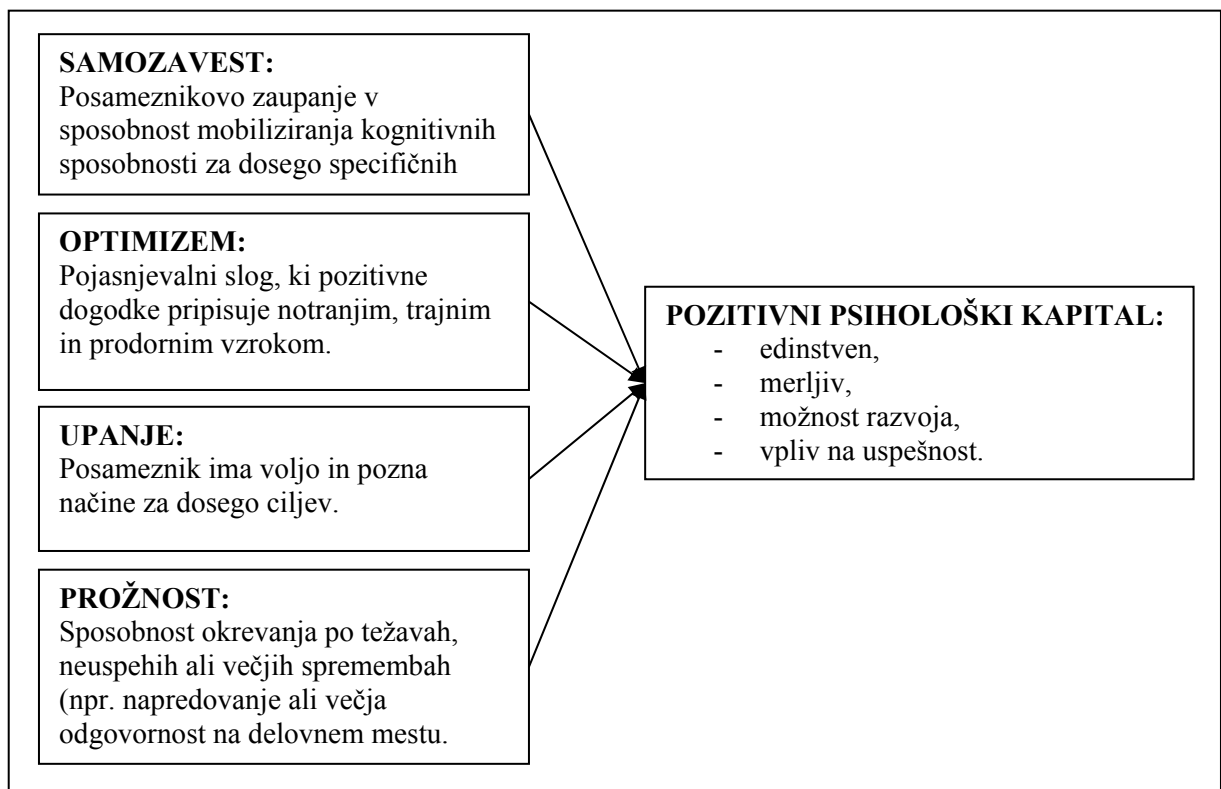 SAMOZAVEST:
Posameznikovo zaupanje v
sposobnost mobiliziranja kognitivnih
sposobnosti za dosego specifičnih
OPTIMIZEM:
Pojasnjevalni slog, ki pozitivne
dogodke pripisuje notranjim, trajnim
in prodornim vzrokom.
UPANJE:
Posameznik ima voljo in pozna
načine za dosego ciljev.
PROŽNOST:
Sposobnost okrevanja po težavah,
neuspehih ali večjih spremembah
(npr. napredovanje ali večja
odgovornost na delovnem mestu.
POZITIVNI PSIHOLOŠKI KAPITAL:
- edinstven,
- merljiv,
- možnost razvoja,
- vpliv na uspešnost.